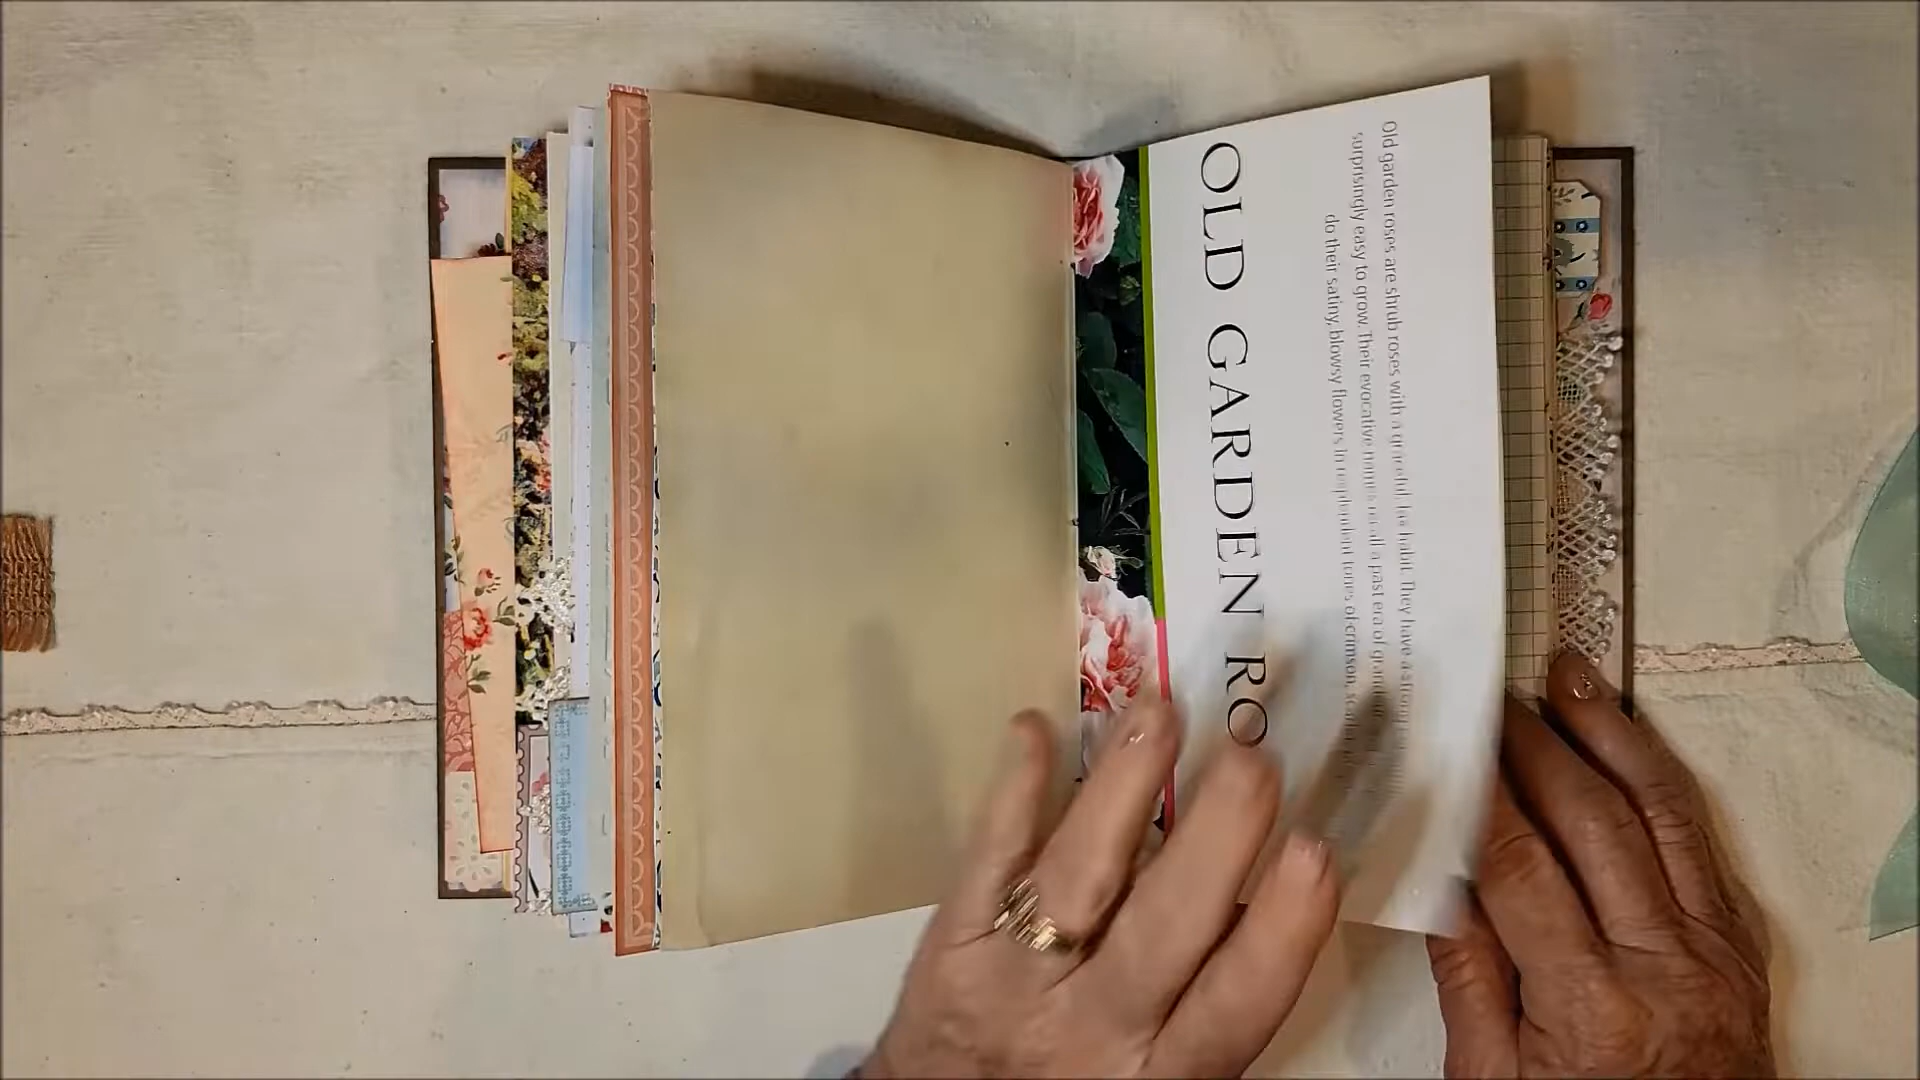 OLD GARDEN RO
Old garden roses are shrub roses with a graceful, lax habit. They have a strong
surprisingly easy to grow. Their evocative names recall a past era of
do their satiny, blowsy flowers in resplendent tones of crimson,